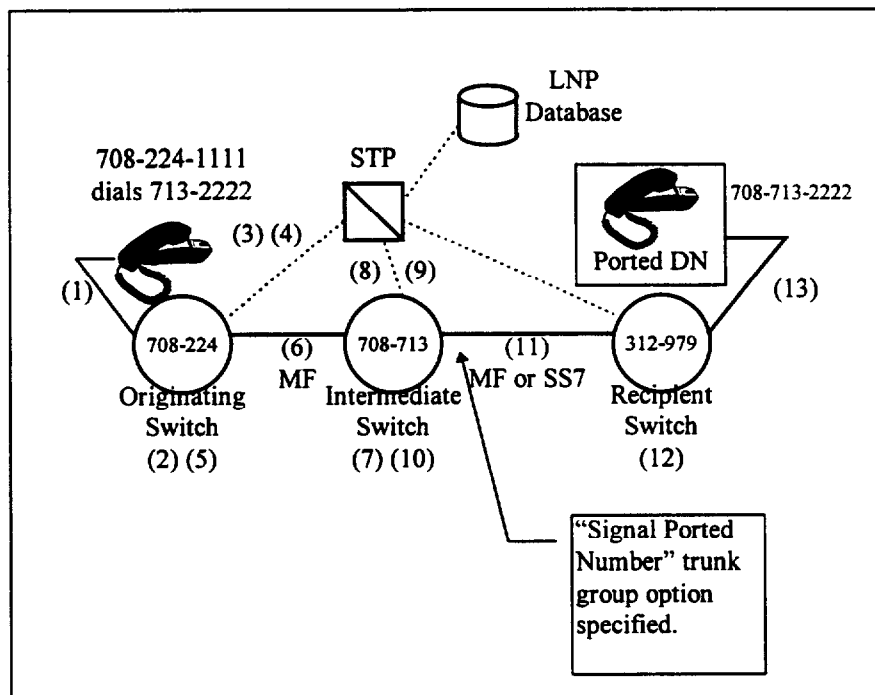 LNP
Database
708-224-1111
dials 713-2222
STP
708-713-2222
(3) (4)
Ported DN
(1)
(8) (9)
(13)
708-224
(6)
MF
708-713
(11)
MF or SS7
312-979
Originating
Switch
(2) (5)
Intermediate
Switch
(7) (10)
Recipient
Switch
(12)
“Signal Ported
Number” trunk
group option
specified.